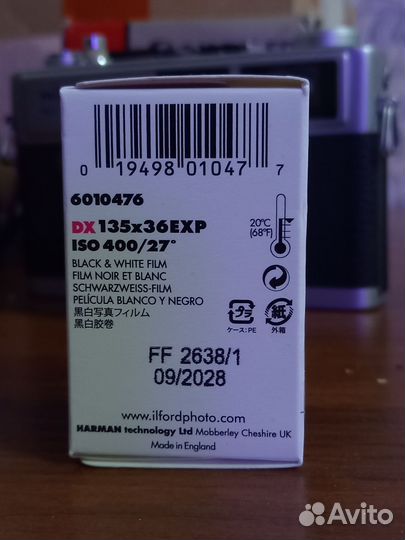 0 19498 01047 7
6010476
DX 135x36EXP
ISO 400/27°
20°C
(68°F)
BLACK & WHITE FILM
FILM NOIR ET BLANC
SCHWARZWEISS-FILM
PELÍCULA BLANCO Y NEGRO
黒白写真フィルム
黑白胶卷
プラ
紙
ケース:PE
外箱
FF 2638/1
09/2028
www.ilfordphoto.com
HARMAN technology Ltd Mobberley Cheshire UK
Made in England
Avito